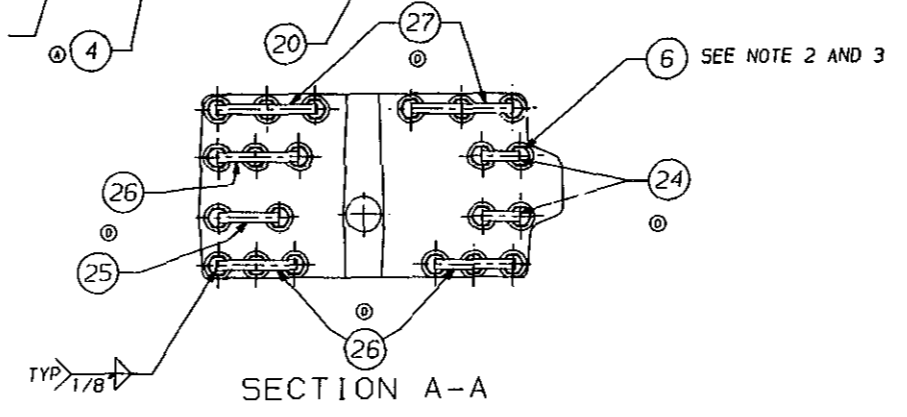 27
20
A 4
D
6 SEE NOTE 2 AND 3
26
24
D
D
25
D
26
TYP 1/8
SECTION A-A